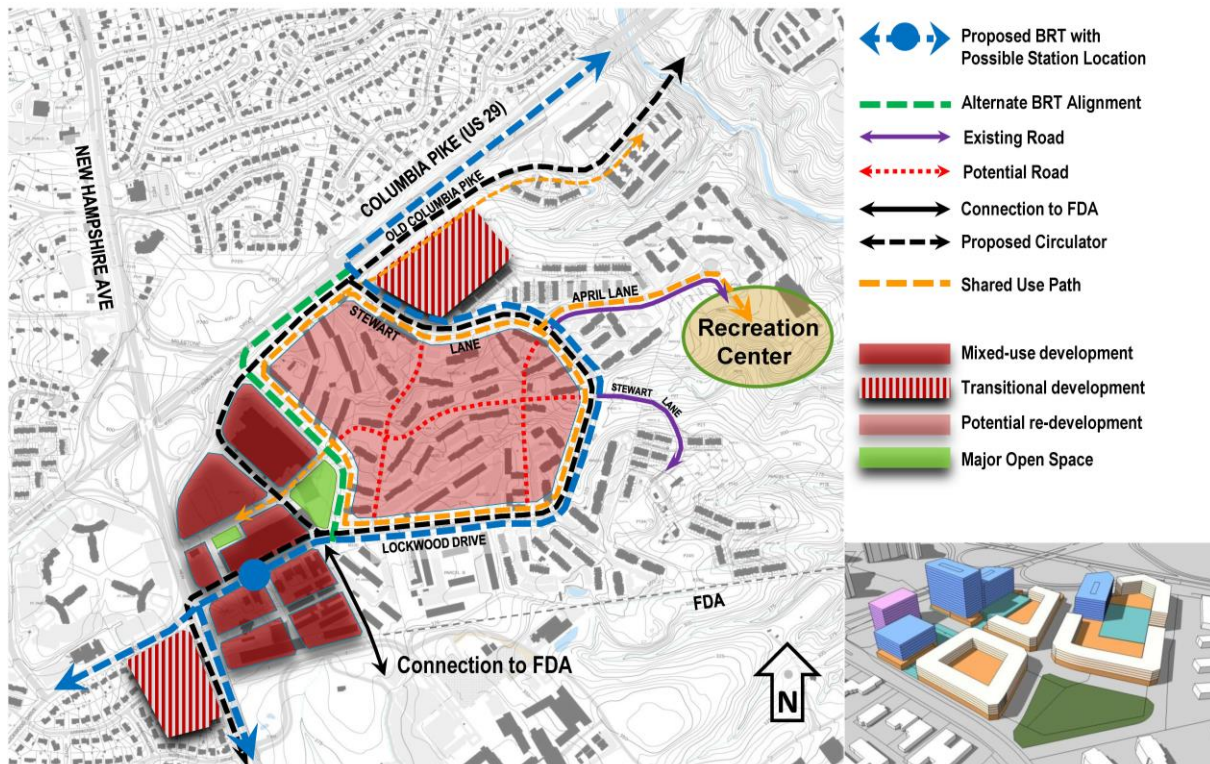 NEW HAMPSHIRE AVE
COLUMBIA PIKE (US 29)
OLD COLUMBIA PIKE
STEWART
LANE
APRIL LANE
Recreation
Center
STEWART LANE
LOCKWOOD DRIVE
FDA
Connection to FDA
N
Proposed BRT with
Possible Station Location
Alternate BRT Alignment
Existing Road
Potential Road
Connection to FDA
Proposed Circulator
Shared Use Path
Mixed-use development
Transitional development
Potential re-development
Major Open Space